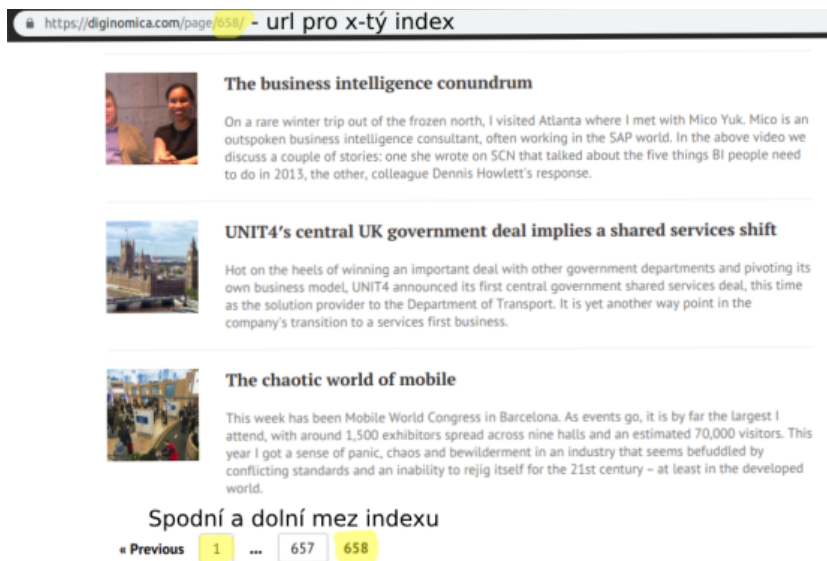 https://diginomica.com/page/658/ - url pro x-tý index
The business intelligence conundrum
On a rare winter trip out of the frozen north, I visited Atlanta where I met with Mico Yuk. Mico is an
outspoken business intelligence consultant, often working in the SAP world. In the above video we
discuss a couple of stories: one she wrote on SCN that talked about the five things BI people need
to do in 2013, the other, colleague Dennis Howlett's response.
UNIT4's central UK government deal implies a shared services shift
Hot on the heels of winning an important deal with other government departments and pivoting its
own business model, UNIT4 announced its first central government shared services deal, this time
as the solution provider to the Department of Transport. It is yet another way point in the
company's transition to a services first business.
The chaotic world of mobile
This week has been Mobile World Congress in Barcelona. As events go, it is by far the largest I
attend, with around 1,500 exhibitors spread across nine halls and an estimated 70,000 visitors. This
year I got a sense of panic, chaos and bewilderment in an industry that seems befuddled by
conflicting standards and an inability to rejig itself for the 21st century – at least in the developed
world.
Spodní a dolní mez indexu
« Previous 1 ... 657 658